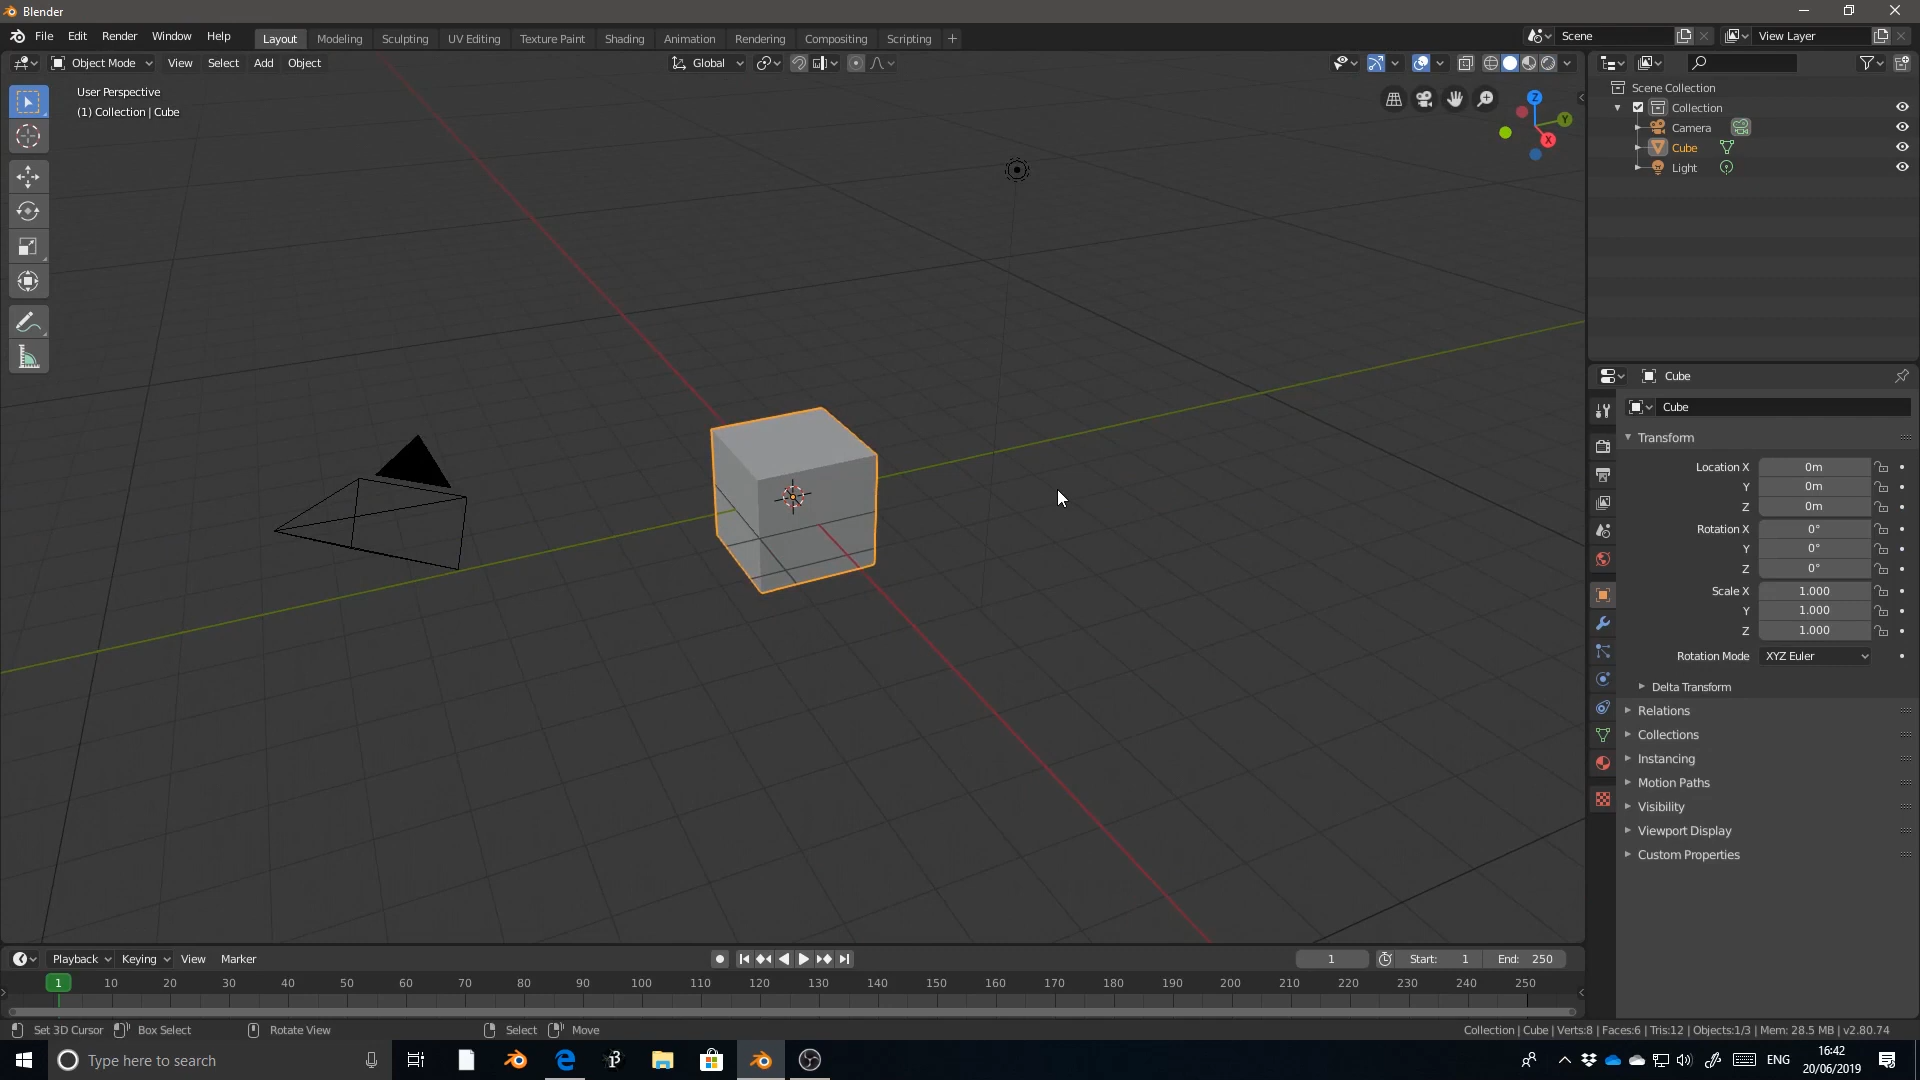 Blender
File Edit Render Window Help Layout Modeling Sculpting UV Editing Texture Paint Shading Animation Rendering Compositing Scripting + Scene View Layer
Object Mode View Select Add Object Global
User Perspective
(1) Collection | Cube
Z
Y
X
Scene Collection
Collection
Camera
Cube
Light
Cube
Cube
Transform
Location X 0m
Y 0m
Z 0m
Rotation X 0°
Y 0°
Z 0°
Scale X 1.000
Y 1.000
Z 1.000
Rotation Mode XYZ Euler
Delta Transform
Relations
Collections
Instancing
Motion Paths
Visibility
Viewport Display
Custom Properties
Playback Keying View Marker 1 Start: 1 End: 250
1 10 20 30 40 50 60 70 80 90 100 110 120 130 140 150 160 170 180 190 200 210 220 230 240 250
Set 3D Cursor Box Select Rotate View Select Move Collection | Cube | Verts:8 | Faces:6 | Tris:12 | Objects:1/3 | Mem: 28.5 MB | v2.80.74
Type here to search ENG 16:42
20/06/2019